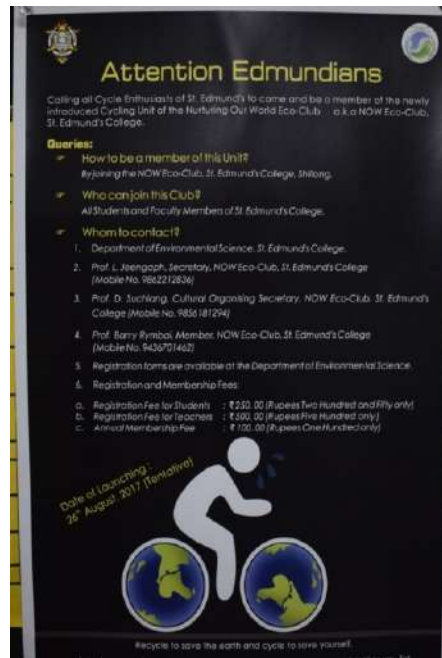 Attention Edmundians
Calling all Cycle Enthusiasts of St. Edmund's to come and be a member of the newly
introduced Cycling Unit of the Nurturing Our World Eco-Club a.k.a NOW Eco-Club,
St. Edmund's College.
Queries:
How to be a member of this Unit?
By joining the NOW Eco-Club, St. Edmund's College, Shillong.
Who can join this Club?
All Students and Faculty Members of St. Edmund's College.
Whom to contact?
1. Department of Environmental Science, St. Edmund's College.
2. Prof. L. Jeengaph, Secretary, NOW Eco-Club, St. Edmund's College
(Mobile No. 9862212836)
3. Prof. D. Suchiang, Cultural Organising Secretary, NOW Eco-Club, St. Edmund's
College (Mobile No. 9856181294)
4. Prof. Barry Rymbai, Member, NOW Eco-Club, St. Edmund's College
(Mobile No. 9436701462)
5. Registration forms are available at the Department of Environmental Science.
6. Registration and Membership Fees:
a. Registration Fee for Students : ₹ 250.00 (Rupees Two Hundred and Fifty only)
b. Registration Fee for Teachers : ₹ 500.00 (Rupees Five Hundred only)
c. Annual Membership Fee : ₹ 100.00 (Rupees One Hundred only)
Date of Launching :
26th August, 2017 (Tentative)
Recycle to save the earth and cycle to save yourself.